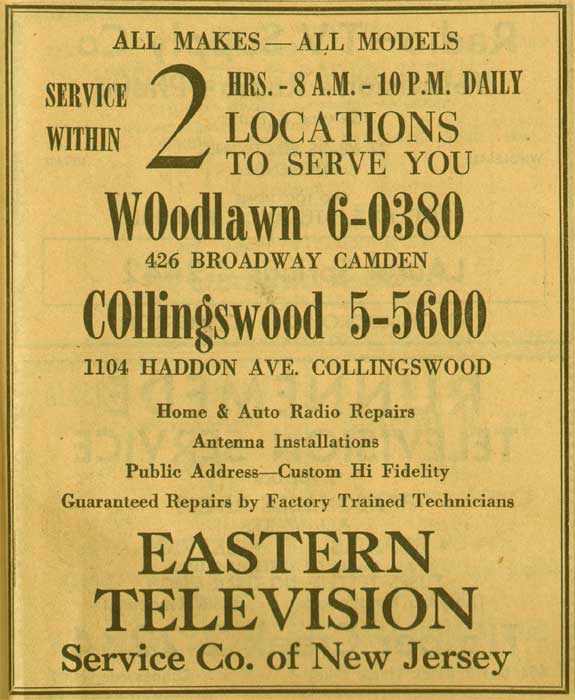 ALL MAKES — ALL MODELS
SERVICE WITHIN 2 HRS. - 8 A.M. - 10 P.M. DAILY
LOCATIONS
TO SERVE YOU
WOodlawn 6-0380
426 BROADWAY CAMDEN
COllingswood 5-5600
1104 HADDON AVE. COLLINGSWOOD
Home & Auto Radio Repairs
Antenna Installations
Public Address—Custom Hi Fidelity
Guaranteed Repairs by Factory Trained Technicians
EASTERN
TELEVISION
Service Co. of New Jersey